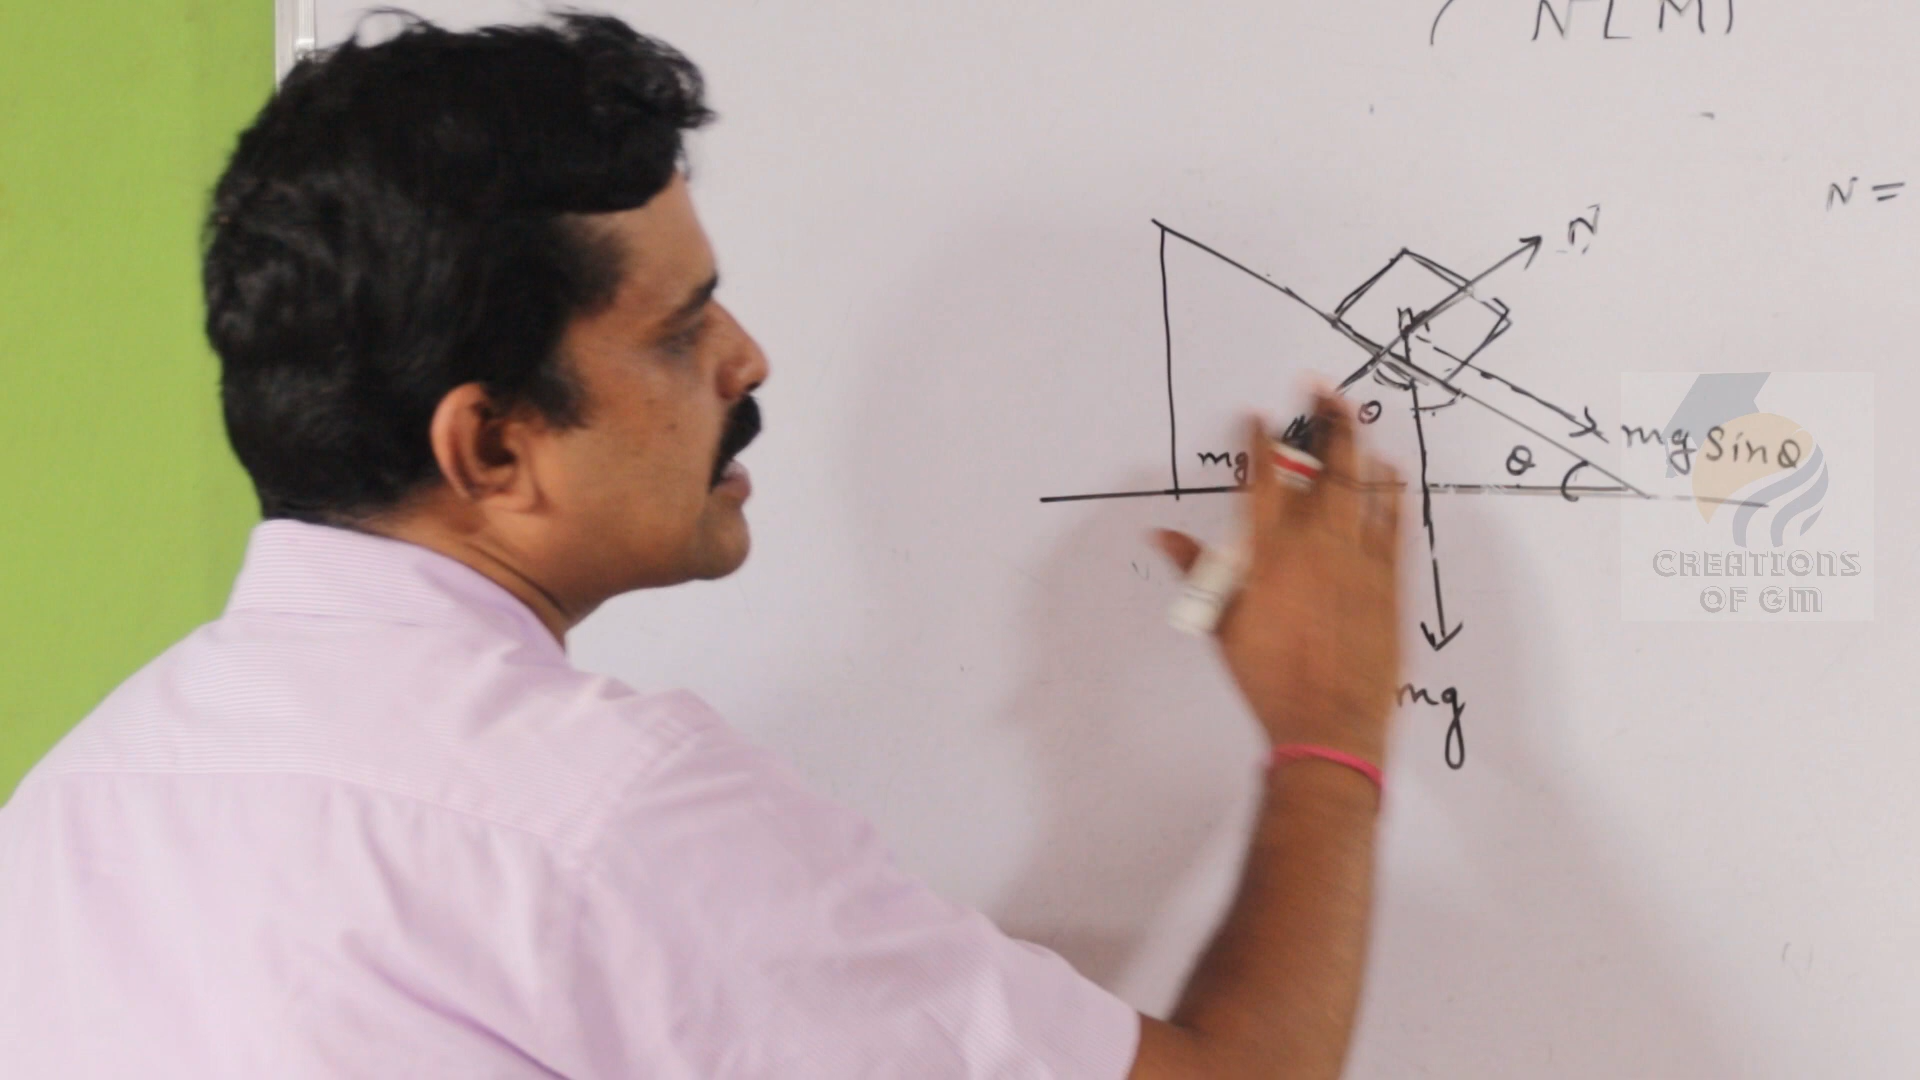 (NLM)
N =
N
m
θ
mg
mg sinθ
θ
mg
CREATIONS
OF GM